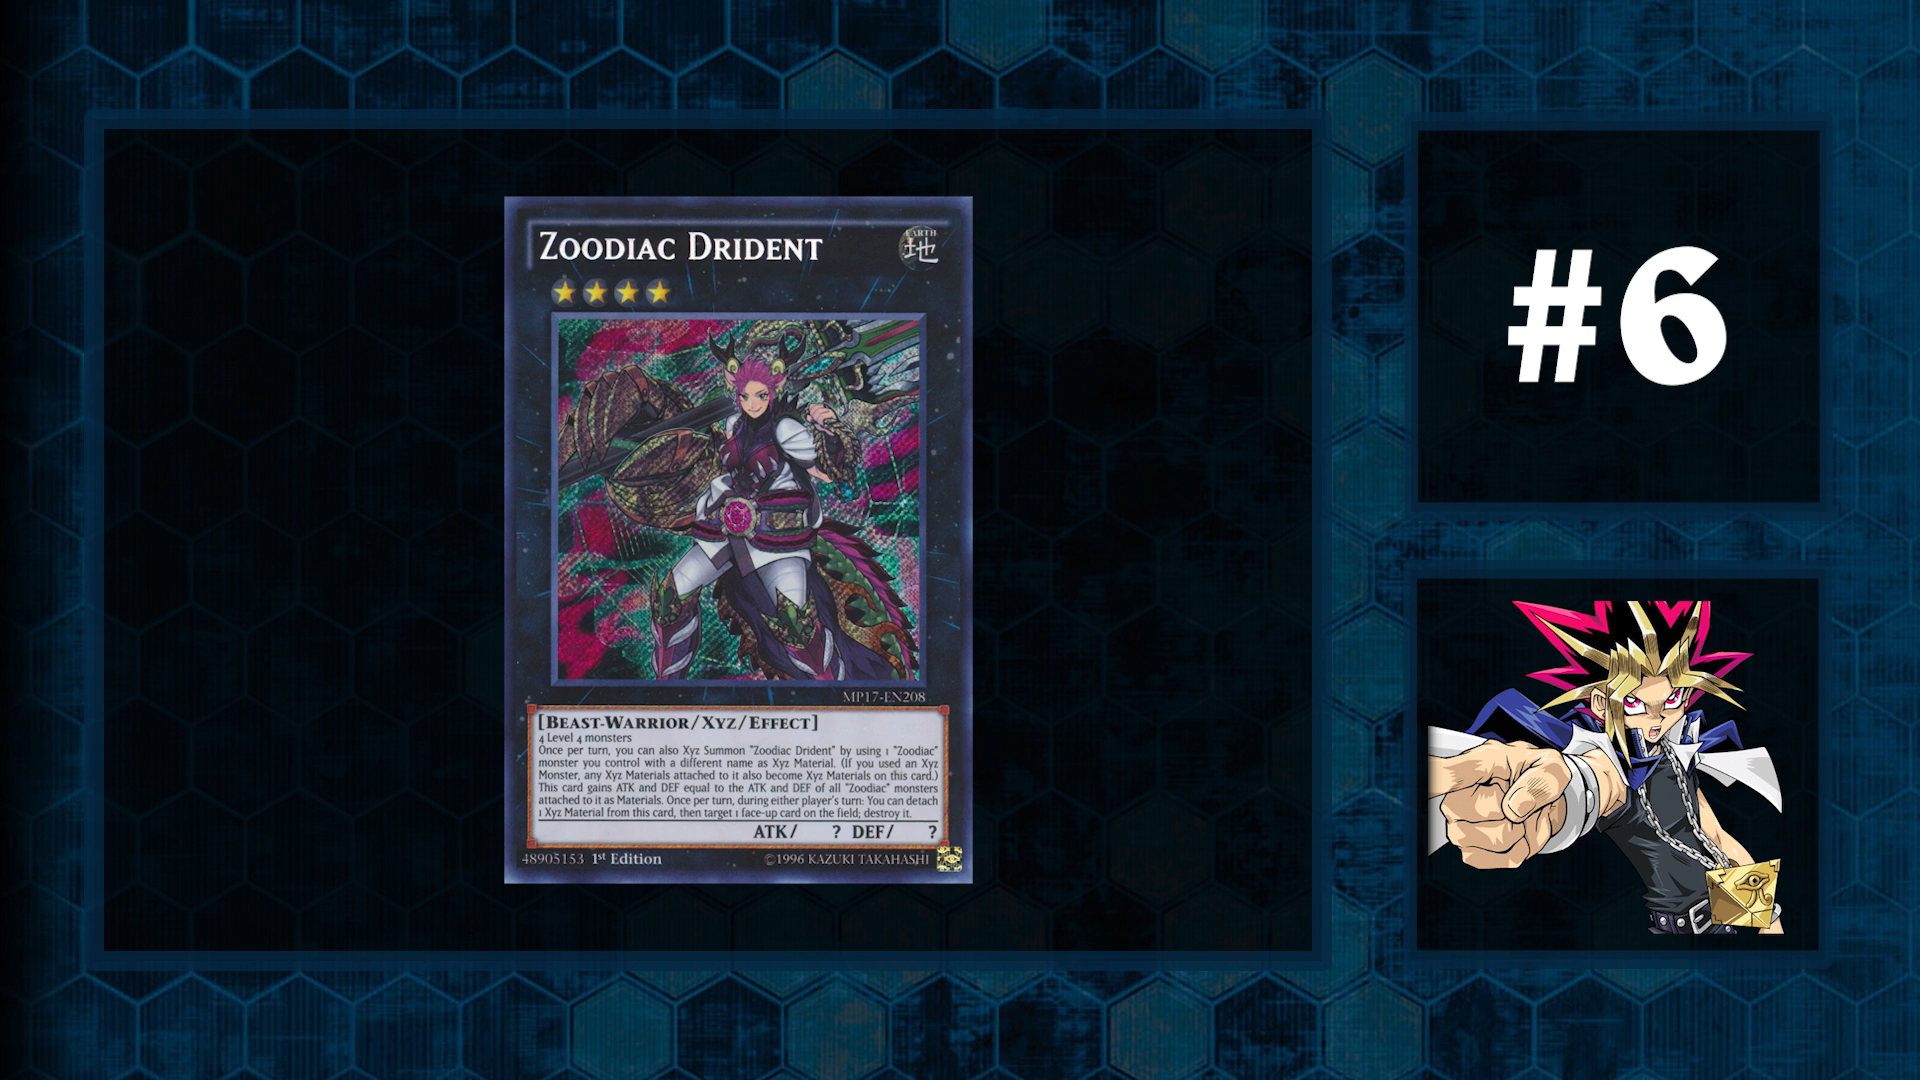 ZOODIAC DRIDENT
EARTH
地
MP17-EN208
[BEAST-WARRIOR/XYZ/EFFECT]
4 Level 4 monsters
Once per turn, you can also Xyz Summon "Zoodiac Drident" by using 1 "Zoodiac"
monster you control with a different name as Xyz Material. (If you used an Xyz
Monster, any Xyz Materials attached to it also become Xyz Materials on this card.)
This card gains ATK and DEF equal to the ATK and DEF of all "Zoodiac" monsters
attached to it as Materials. Once per turn, during either player's turn: You can detach
1 Xyz Material from this card, then target 1 face-up card on the field; destroy it.
ATK/ ? DEF/ ?
48905153 1st Edition ©1996 KAZUKI TAKAHASHI
#6